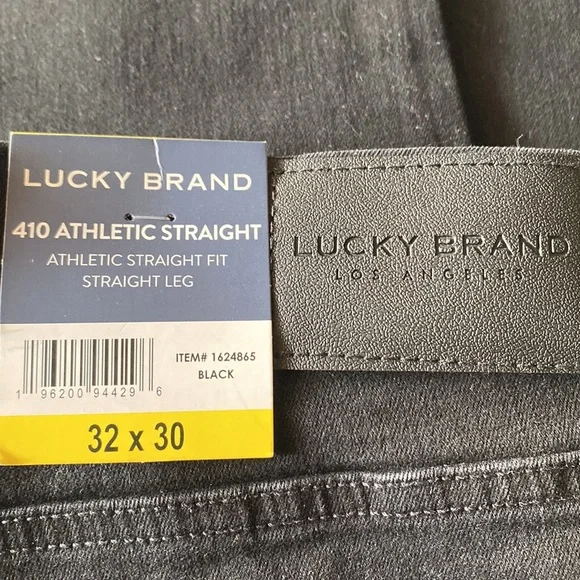 LUCKY BRAND
410 ATHLETIC STRAIGHT
ATHLETIC STRAIGHT FIT
STRAIGHT LEG
ITEM# 1624865
BLACK
1 96200 94429 6
32 x 30
LUCKY BRAND
LOS ANGELES